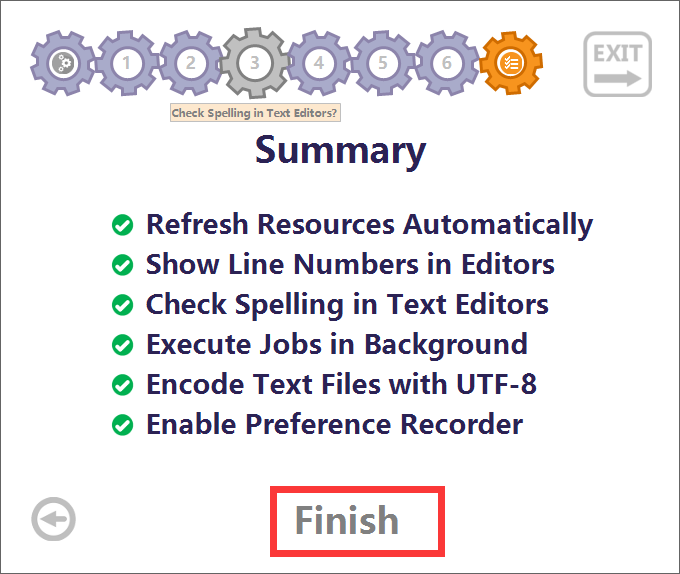 1 2 3 4 5 6 EXIT
Check Spelling in Text Editors?
Summary
Refresh Resources Automatically
Show Line Numbers in Editors
Check Spelling in Text Editors
Execute Jobs in Background
Encode Text Files with UTF-8
Enable Preference Recorder
Finish